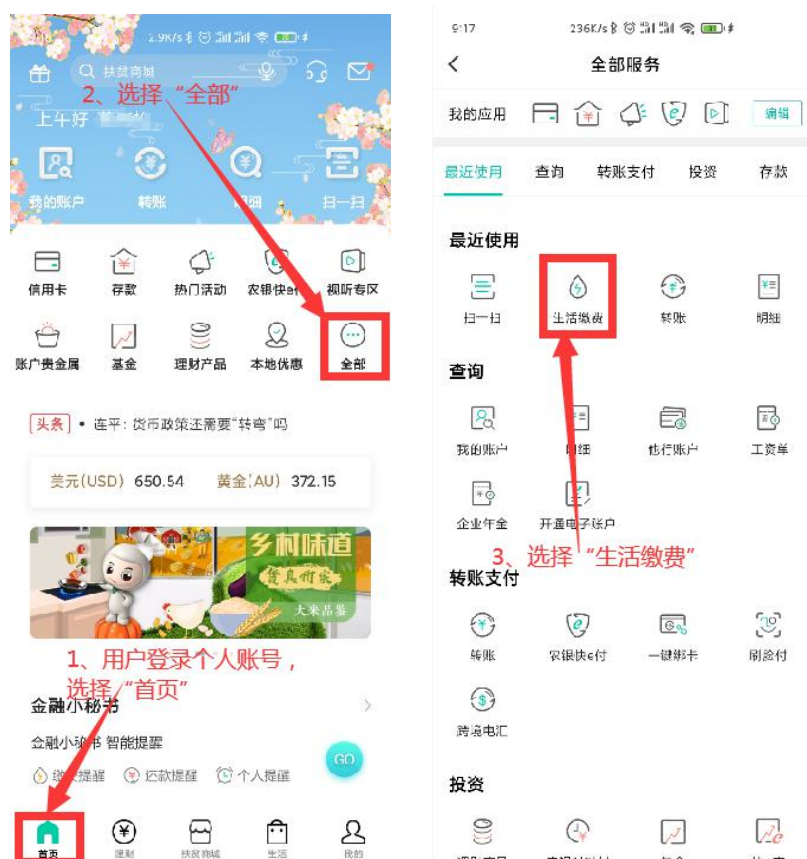 2.9K/s
扶贫商城
2、选择 “全部”
上午好
我的账户 转账 明细 扫一扫
信用卡 存款 热门活动 农银快e付 视听专区
账户贵金属 基金 理财产品 本地优惠 全部
头条 • 连平: 货币政策还需要“转弯”吗
美元(USD) 650.54 黄金(AU) 372.15
乡村味道
货真价实
大米品鉴
1、用户登录个人账号，
选择 “首页”
金融小秘书
金融小秘书 智能提醒
缴费提醒 还款提醒 个人提醒
GO
首页 理财 扶贫商城 生活 我的
9:17 236K/s
全部服务
我的应用 编辑
最近使用 查询 转账支付 投资 存款
最近使用
扫一扫 生活缴费 转账 明细
查询
我的账户 明细 他行账户 工资单
企业年金 开通电子账户
3、选择 “生活缴费”
转账支付
转账 农银快e付 一键绑卡 刷脸付
跨境电汇
投资